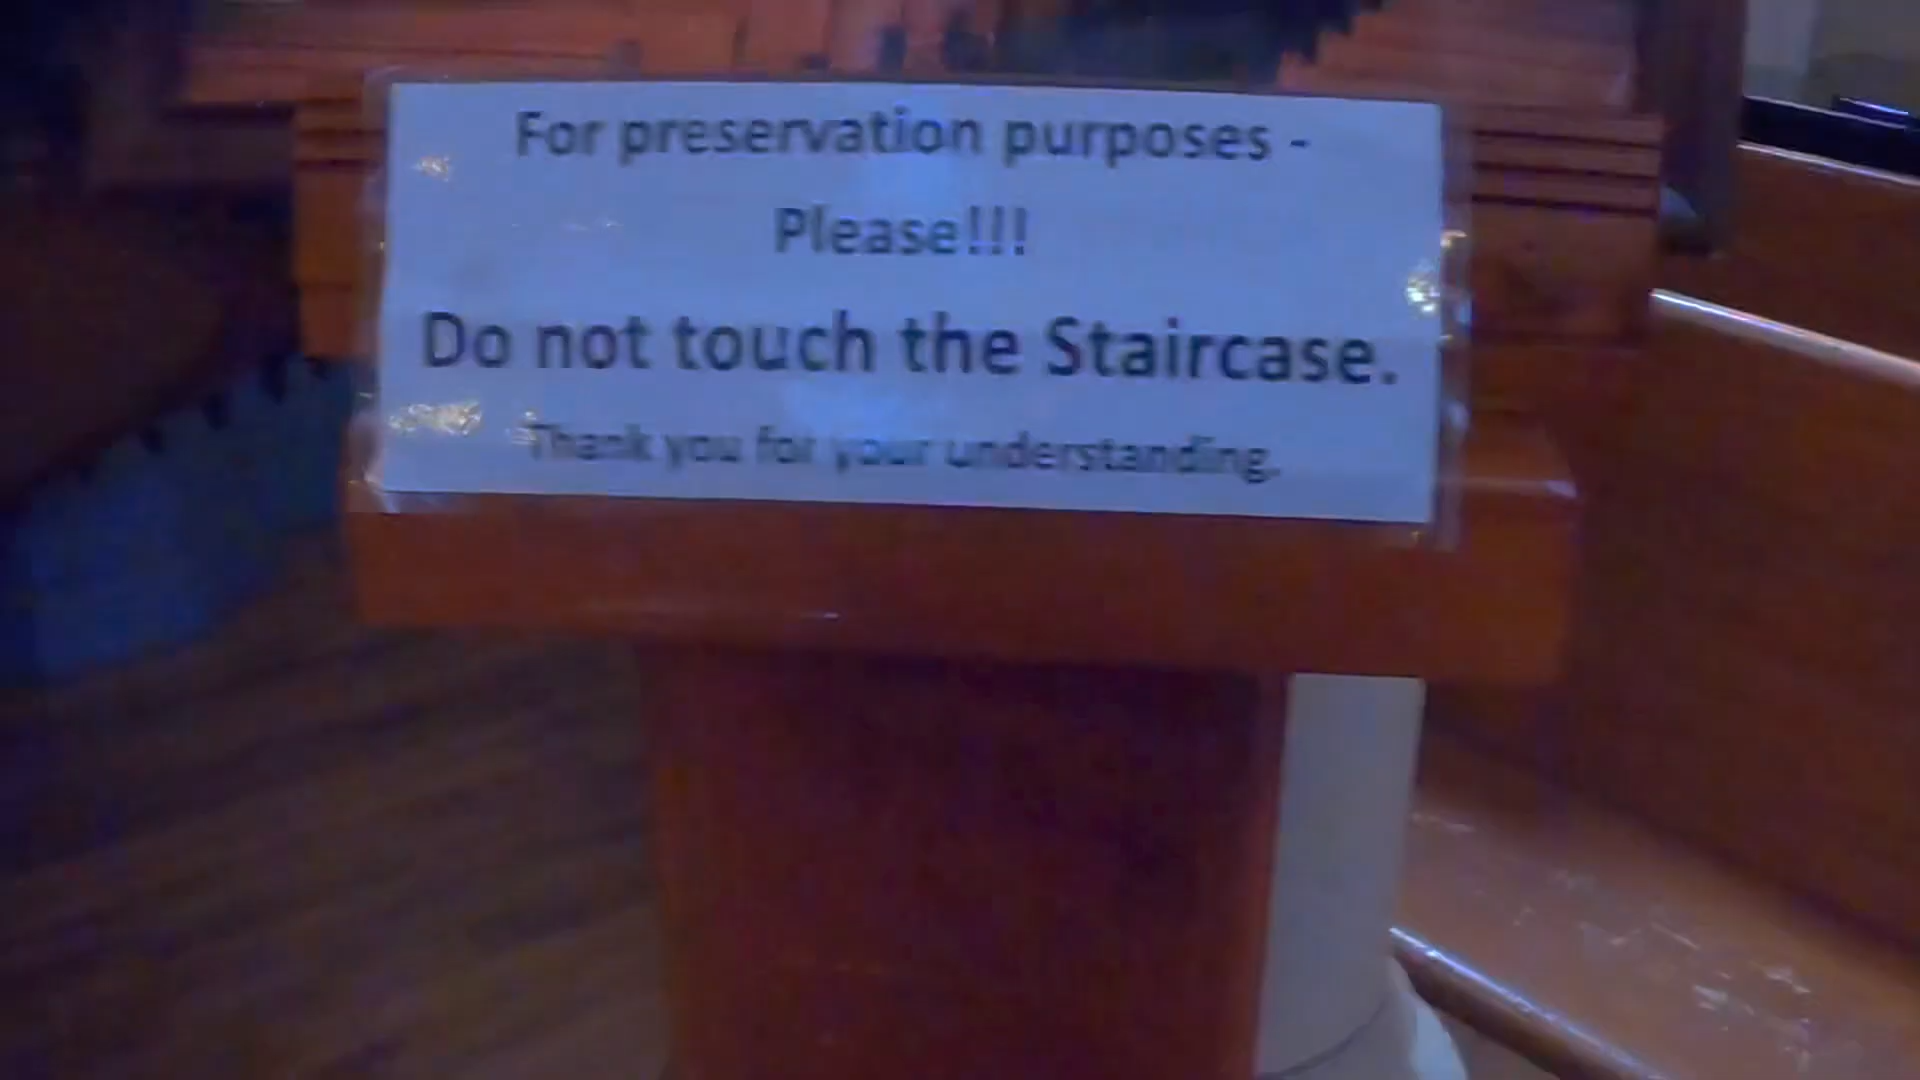 For preservation purposes -
Please!!!
Do not touch the Staircase.
Thank you for your understanding.